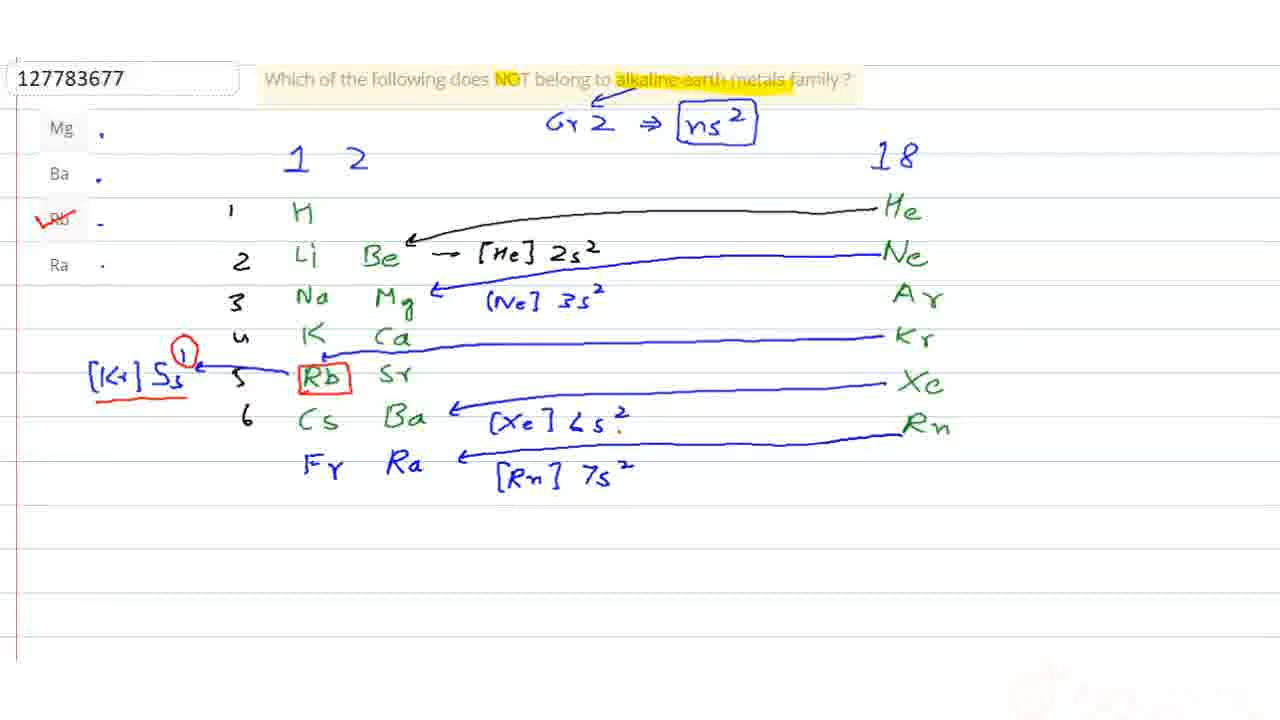 127783677 Which of the following does NOT belong to alkaline earth metals family ?
Gr 2 ⇒ ns²
Mg
1 2 18
Ba
1 H He
Rb
2 Li Be → [He] 2s² Ne
Ra
3 Na Mg [Ne] 3s² Ar
4 K Ca Kr
[Kr] 5s¹ 5 Rb Sr Xe
6 Cs Ba [Xe] 6s² Rn
Fr Ra [Rn] 7s²